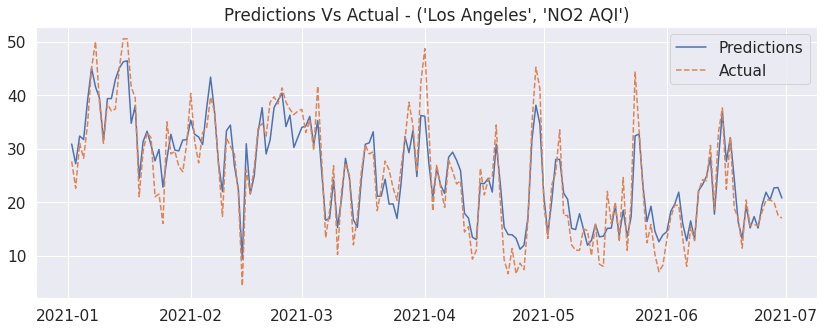 Predictions Vs Actual - ('Los Angeles', 'NO2 AQI')
Predictions
Actual
50
40
30
20
10
2021-01 2021-02 2021-03 2021-04 2021-05 2021-06 2021-07